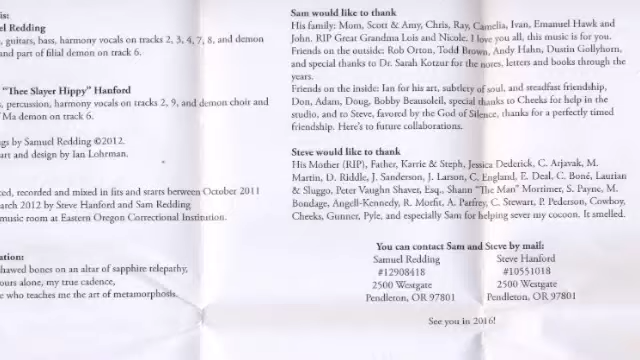 is:
el Redding
, guitars, bass, harmony vocals on tracks 2, 3, 4, 7, 8, and demon
and part of filial demon on track 6.
"Thee Slayer Hippy" Hanford
, percussion, harmony vocals on tracks 2, 9, and demon choir and
Ma demon on track 6.
gs by Samuel Redding ©2012.
art and design by Ian Lohrman.
ed, recorded and mixed in fits and starts between October 2011
arch 2012 by Steve Hanford and Sam Redding
music room at Eastern Oregon Correctional Institution.
ation:
hawed bones on an altar of sapphire relepathy,
ours alone, my true cadence,
e who teaches me the art of metamorphosis.
Sam would like to thank
His family: Mom, Scott & Amy, Chris, Ray, Camelia, Ivan, Emanuel Hawk and
John. RIP Great Grandma Lois and Nicole. I love you all, this music is for you.
Friends on the outside: Rob Orton, Todd Brown, Andy Hahn, Dustin Gollyhorn,
and special thanks to Dr. Sarah Kotzur for the notes, letters and books through the
years.
Friends on the inside: Ian for his art, subtlety of soul, and steadfast friendship,
Don, Adam, Doug, Bobby Beausoleil, special thanks to Cheeks for help in the
studio, and to Steve, favored by the God of Silence, thanks for a perfectly timed
friendship. Here's to future collaborations.
Steve would like to thank
His Mother (RIP), Father, Karrie & Steph, Jessica Dederick, C. Arjavak, M.
Martin, D. Riddle, J. Sanderson, J. Larson, C. England, E. Deal, C. Boné, Laurian
& Sluggo, Peter Vaughn Shaver, Esq., Shann "The Man" Mortimer, S. Payne, M.
Bondage, Angell-Kennedy, R. Moefit, A. Parfrey, C. Stewart, P. Pederson, Cowboy,
Cheeks, Gunner, Pyle, and especially Sam for helping sever my cocoon. It smelled.
You can contact Sam and Steve by mail:
Samuel Redding
#12908418
2500 Westgate
Pendleton, OR 97801
Steve Hanford
#10551018
2500 Westgate
Pendleton, OR 97801
See you in 2016!